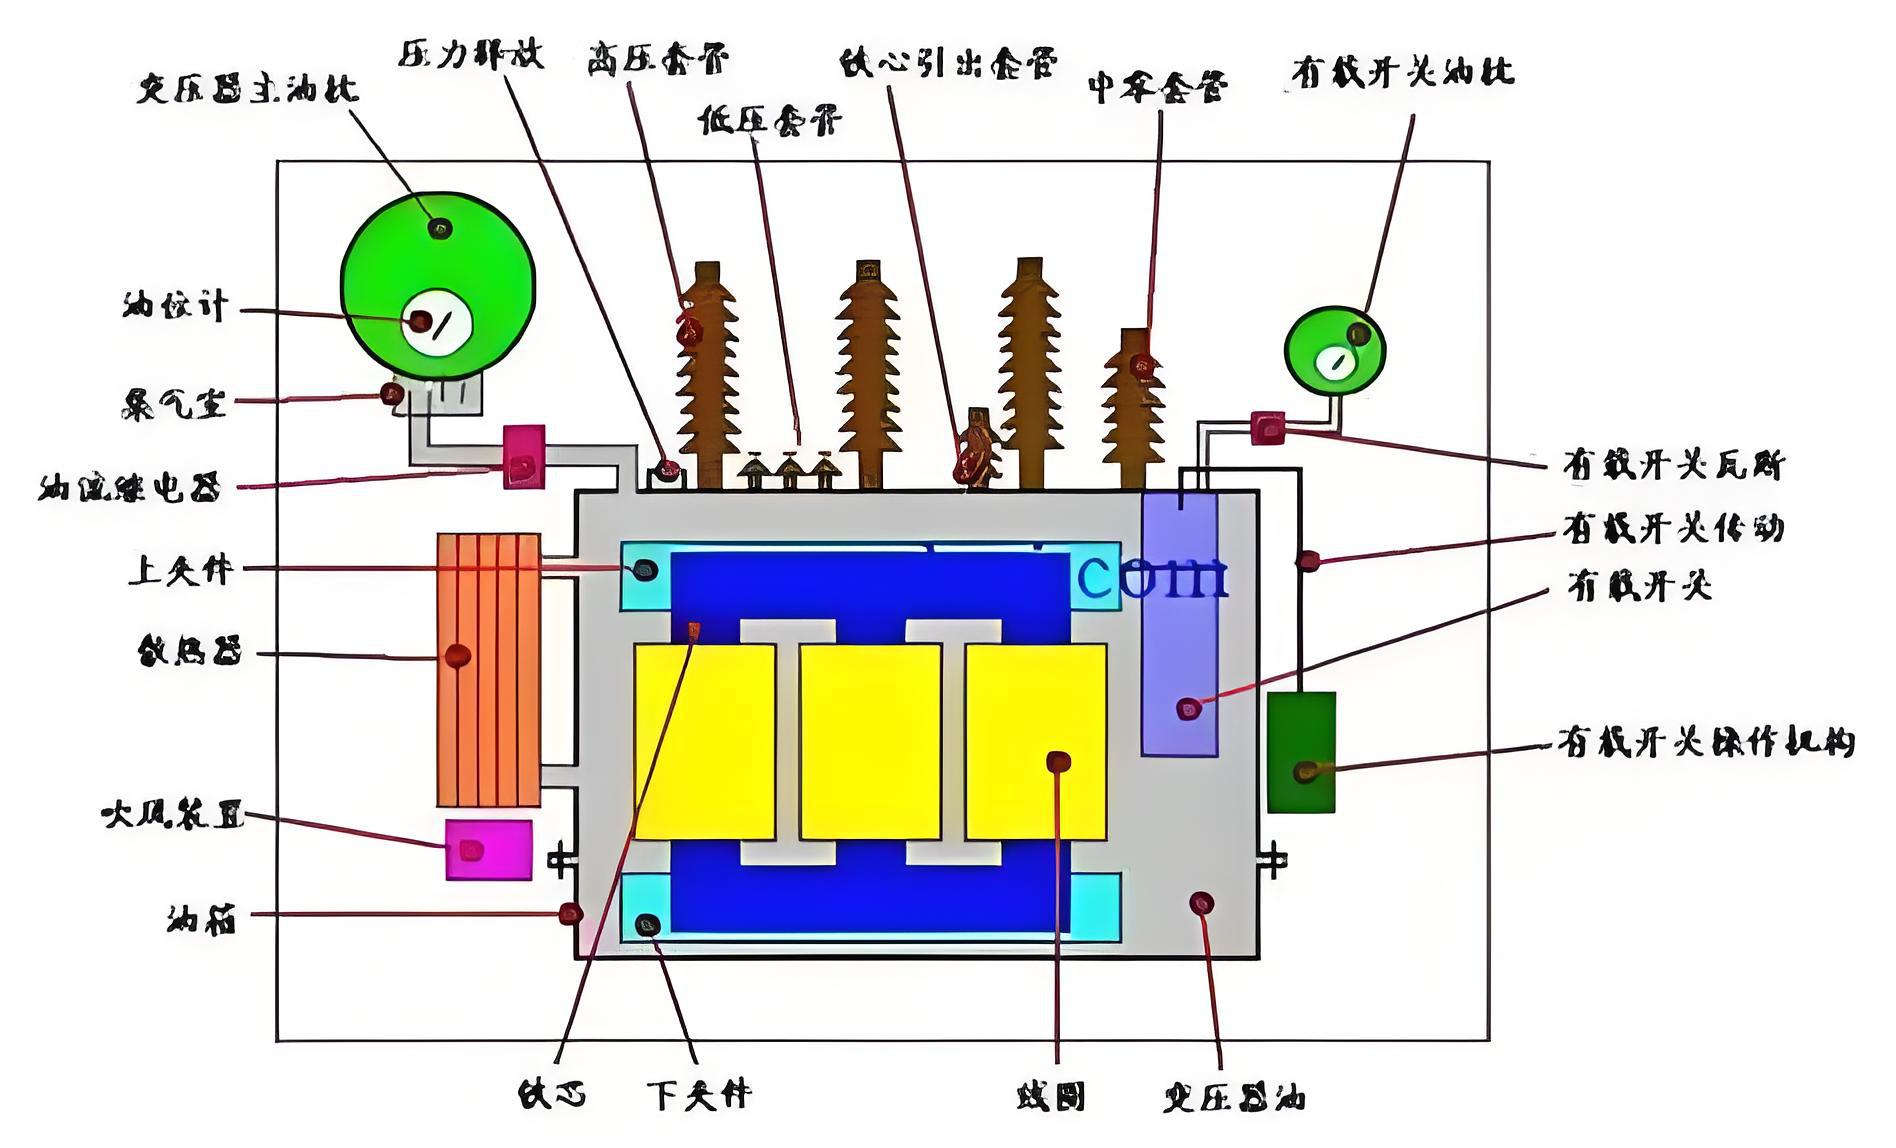 变压器主油枕
压力释放
高压套管
低压套管
铁心引出套管
中零套管
有载开关油枕
油位计
集气室
油流继电器
上夹件
散热器
吹风装置
油箱
有载开关瓦斯
有载开关传动
有载开关
有载开关操作机构
com
铁芯
下夹件
线圈
变压器油